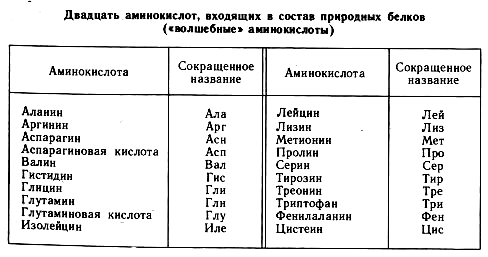 Двадцать аминокислот, входящих в состав природных белков
(«волшебные» аминокислоты)
Аминокислота Сокращенное название Аминокислота Сокращенное название
Аланин Ала Лейцин Лей
Аргинин Арг Лизин Лиз
Аспарагин Асн Метионин Мет
Аспарагиновая кислота Асп Пролин Про
Валин Вал Серин Сер
Гистидин Гис Тирозин Тир
Глицин Гли Треонин Тре
Глутамин Глн Триптофан Три
Глутаминовая кислота Глу Фенилаланин Фен
Изолейцин Иле Цистеин Цис